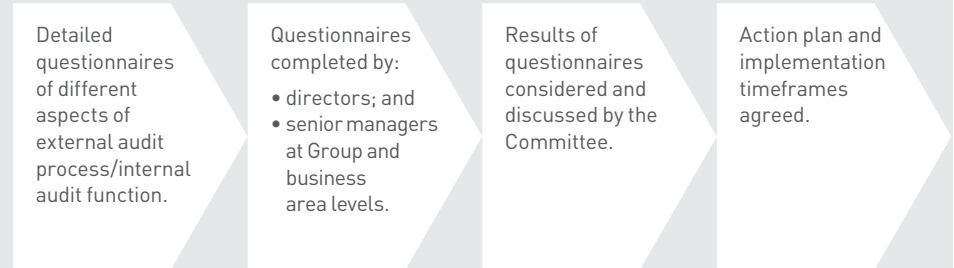 Detailed
questionnaires
of different
aspects of
external audit
process/internal
audit function.
Questionnaires
completed by:
• directors; and
• senior managers
at Group and
business
area levels.
Results of
questionnaires
considered and
discussed by the
Committee.
Action plan and
implementation
timeframes
agreed.